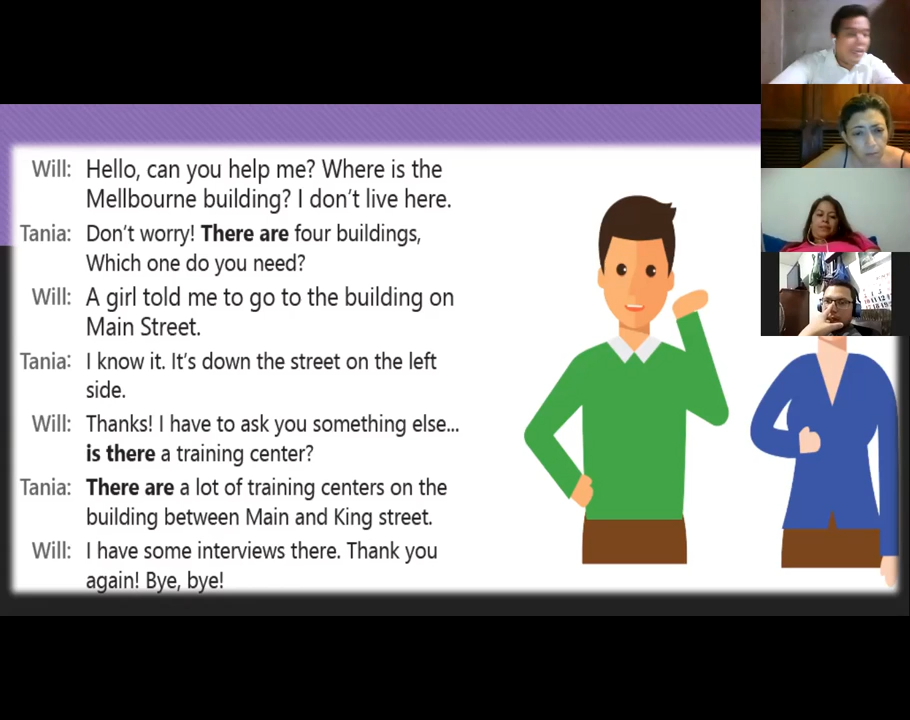 Will: Hello, can you help me? Where is the
Mellbourne building? I don't live here.
Tania: Don't worry! There are four buildings,
Which one do you need?
Will: A girl told me to go to the building on
Main Street.
Tania: I know it. It's down the street on the left
side.
Will: Thanks! I have to ask you something else...
is there a training center?
Tania: There are a lot of training centers on the
building between Main and King street.
Will: I have some interviews there. Thank you
again! Bye, bye!